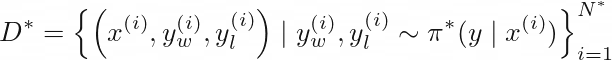 $D^* = \left\{ \left( x^{(i)}, y_w^{(i)}, y_l^{(i)} \right) \mid y_w^{(i)}, y_l^{(i)} \sim \pi^*(y \mid x^{(i)}) \right\}_{i=1}^{N^*}$